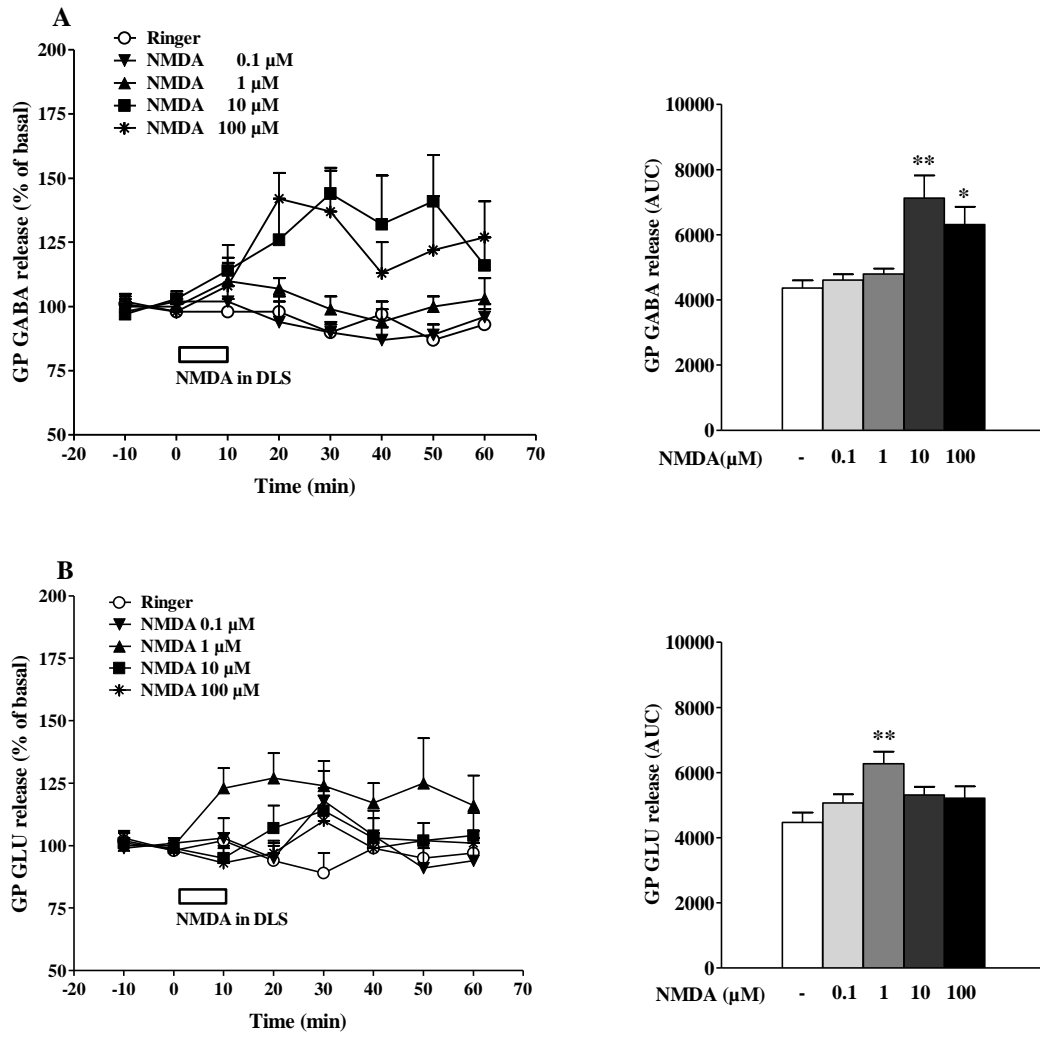 A
Ringer
NMDA 0.1 µM
NMDA 1 µM
NMDA 10 µM
NMDA 100 µM
GP GABA release (% of basal)
200
175
150
125
100
75
50
NMDA in DLS
-20 -10 0 10 20 30 40 50 60 70
Time (min)
GP GABA release (AUC)
10000
8000
6000
4000
2000
0
** *
NMDA(µM) - 0.1 1 10 100
B
Ringer
NMDA 0.1 µM
NMDA 1 µM
NMDA 10 µM
NMDA 100 µM
GP GLU release (% of basal)
200
175
150
125
100
75
50
NMDA in DLS
-20 -10 0 10 20 30 40 50 60 70
Time (min)
GP GLU release (AUC)
10000
8000
6000
4000
2000
0
**
NMDA (µM) - 0.1 1 10 100